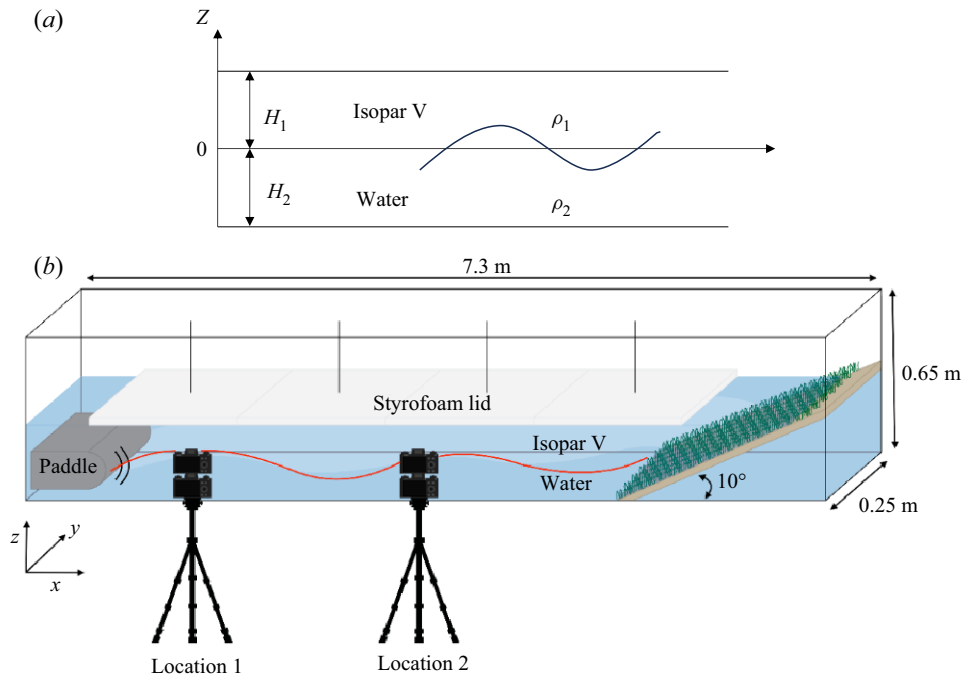 (a)
Z
H1
Isopar V
ρ1
0
H2
Water
ρ2
(b)
7.3 m
0.65 m
Styrofoam lid
Paddle
Isopar V
Water
10°
0.25 m
z
y
x
Location 1
Location 2